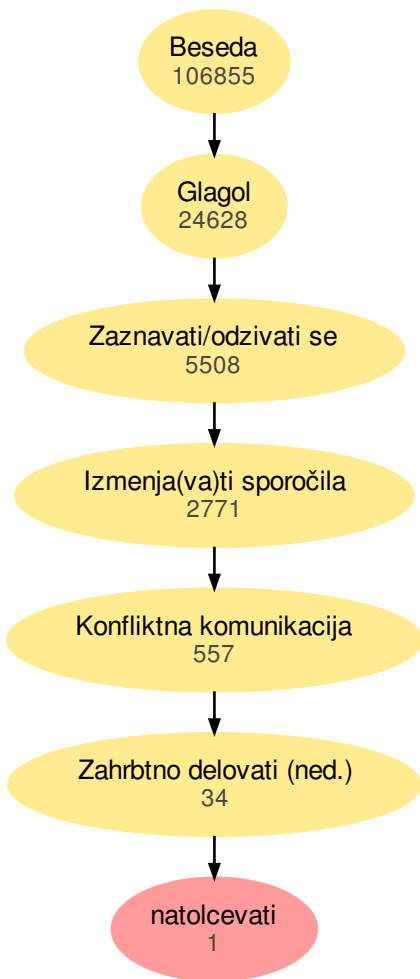 Beseda
106855
Glagol
24628
Zaznavati/odzivati se
5508
Izmenja(va)ti sporočila
2771
Konfliktna komunikacija
557
Zahrbtno delovati (ned.)
34
natolcevati
1